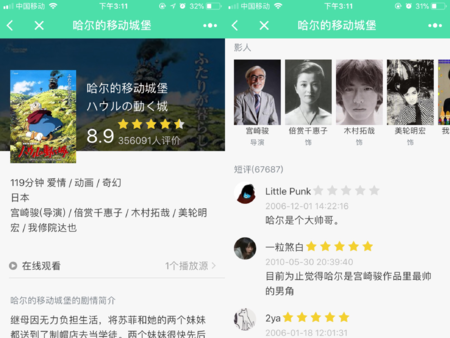 中国移动
下午3:11
32%
哈尔的移动城堡
哈尔的移动城堡
ハウルの動く城
8.9
356091人评价
119分钟 爱情 / 动画 / 奇幻
日本
宫崎骏(导演) / 倍赏千惠子 / 木村拓哉 / 美轮明
宏 / 我修院达也
在线观看
1个播放源
哈尔的移动城堡的剧情简介
继母因无力负担生活，将苏菲和她的两个妹妹
都送到了制帽店去当学徒。两个妹妹很快先后
中国移动
下午3:11
31%
哈尔的移动城堡
影人
宫崎骏
导演
倍赏千惠子
饰
木村拓哉
饰
美轮明宏
饰
我
短评(67687)
Little Punk
2006-12-01 14:22:16
哈尔是个大帅哥。
一粒煞白
2010-05-30 20:39:40
目前为止觉得哈尔是宫崎骏作品里最帅
的男角
2ya
2006-01-18 12:01:31